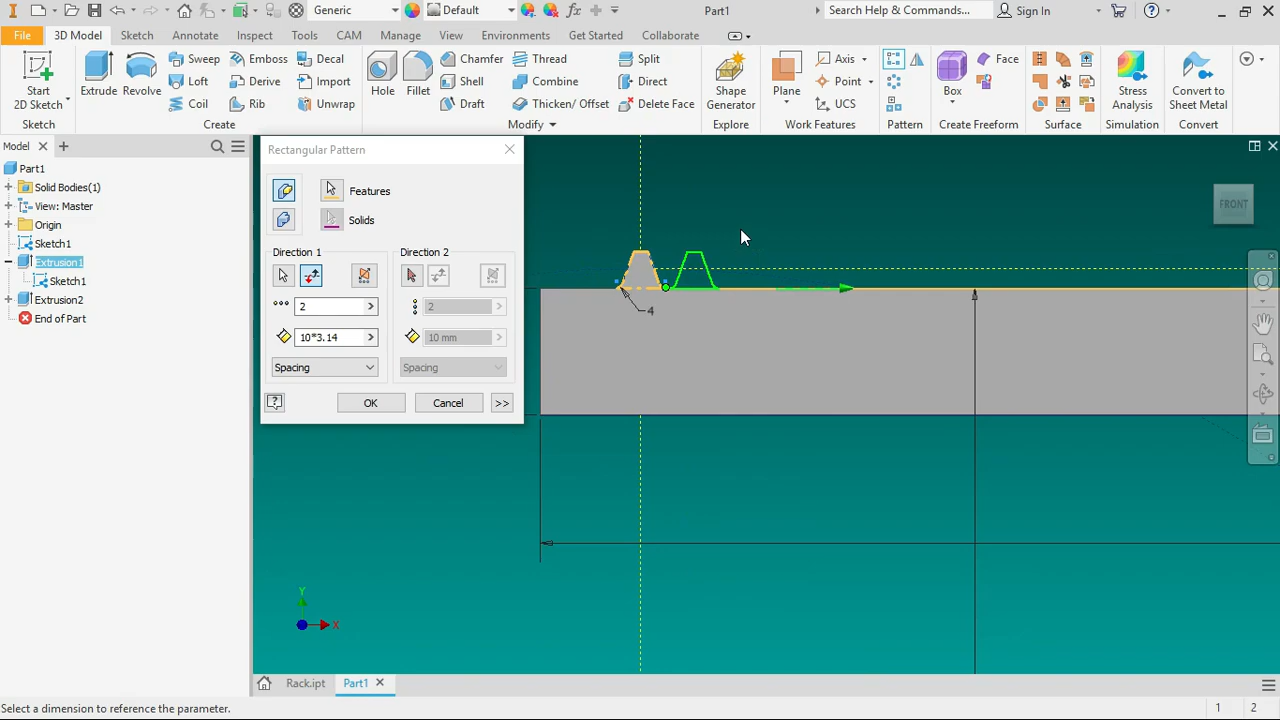 Generic
Default
Part1
Search Help & Commands...
Sign In
File
3D Model
Sketch
Annotate
Inspect
Tools
CAM
Manage
View
Environments
Get Started
Collaborate
Start
2D Sketch
Extrude
Revolve
Sweep
Loft
Coil
Emboss
Derive
Rib
Decal
Import
Unwrap
Hole
Fillet
Chamfer
Shell
Draft
Thread
Combine
Thicken/ Offset
Split
Direct
Delete Face
Shape
Generator
Plane
Axis
Point
UCS
Box
Face
Stress
Analysis
Convert to
Sheet Metal
Sketch
Create
Modify
Explore
Work Features
Pattern
Create Freeform
Surface
Simulation
Convert
Model
Part1
Solid Bodies(1)
View: Master
Origin
Sketch1
Extrusion1
Sketch1
Extrusion2
End of Part
Rectangular Pattern
Features
Solids
Direction 1
Direction 2
2
2
10*3.14
10 mm
Spacing
Spacing
?
OK
Cancel
>>
4
FRONT
Y
X
Rack.ipt
Part1
Select a dimension to reference the parameter.
1
2